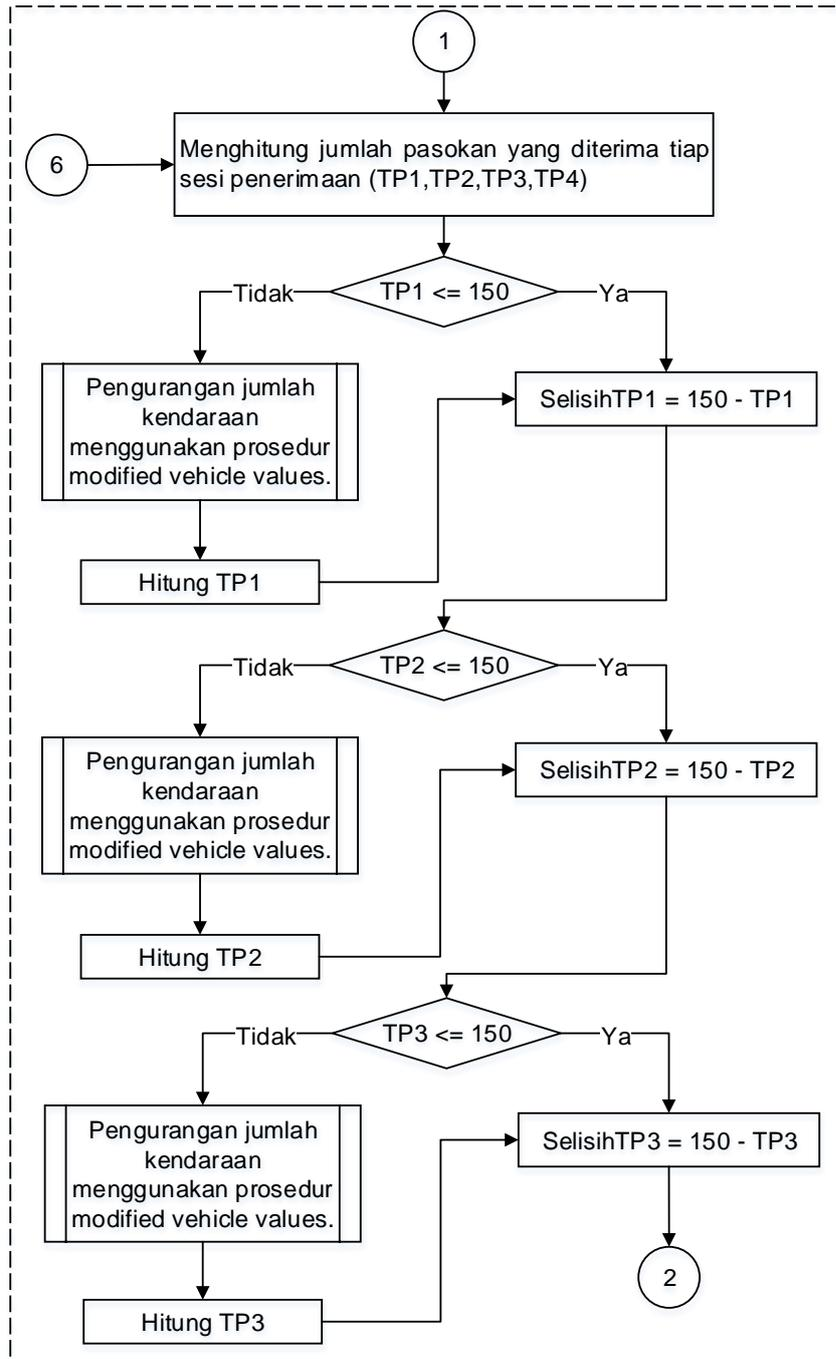 1
6
Menghitung jumlah pasokan yang diterima tiap
sesi penerimaan (TP1,TP2,TP3,TP4)
Tidak
TP1 <= 150
Ya
Pengurangan jumlah
kendaraan
menggunakan prosedur
modified vehicle values.
SelisihTP1 = 150 - TP1
Hitung TP1
Tidak
TP2 <= 150
Ya
Pengurangan jumlah
kendaraan
menggunakan prosedur
modified vehicle values.
SelisihTP2 = 150 - TP2
Hitung TP2
Tidak
TP3 <= 150
Ya
Pengurangan jumlah
kendaraan
menggunakan prosedur
modified vehicle values.
SelisihTP3 = 150 - TP3
2
Hitung TP3